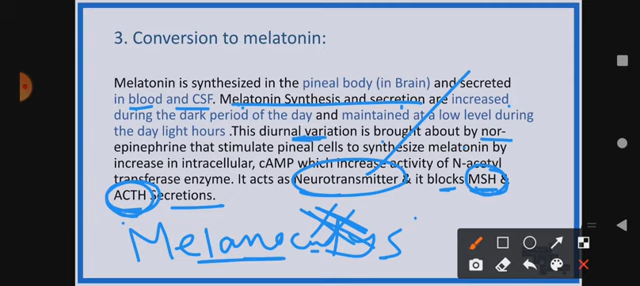 3. Conversion to melatonin:
Melatonin is synthesized in the pineal body (in Brain) and secreted
in blood and CSF. Melatonin Synthesis and secretion are increased
during the dark period of the day and maintained at a low level during
the day light hours .This diurnal variation is brought about by nor-
epinephrine that stimulate pineal cells to synthesize melatonin by
increase in intracellular, cAMP which increase activity of N-acetyl
transferase enzyme. It acts as Neurotransmitter & it blocks MSH &
ACTH Secretions.